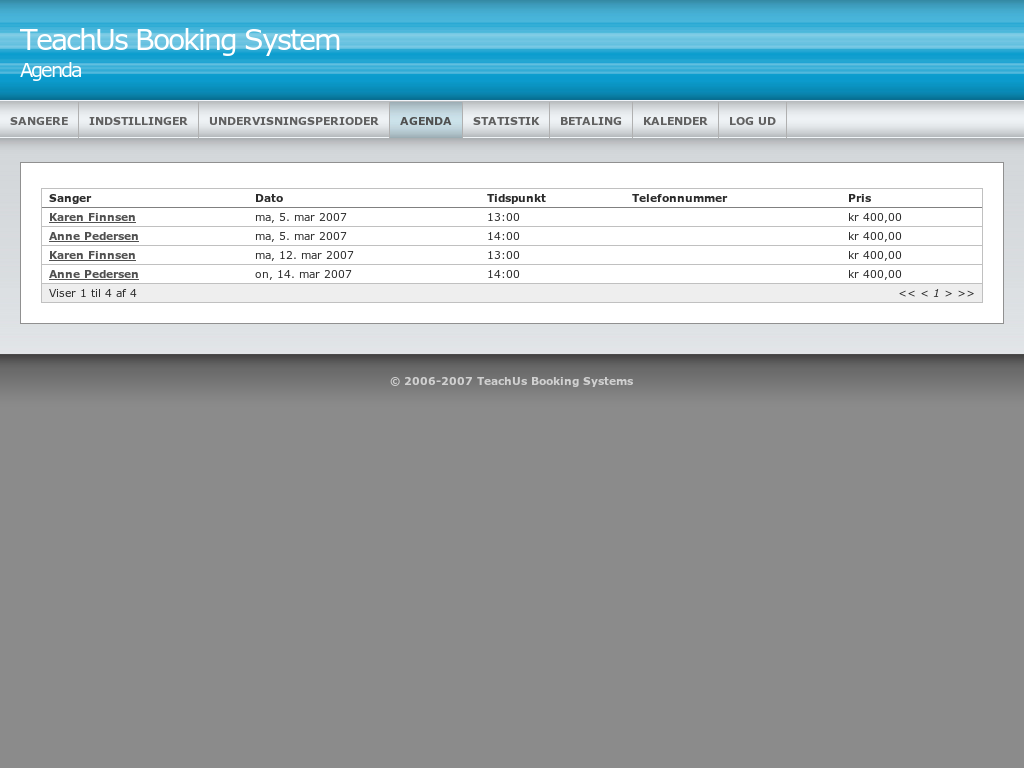 TeachUs Booking System
Agenda
SANGERE INDSTILLINGER UNDERVISNINGSPERIODER AGENDA STATISTIK BETALING KALENDER LOG UD
Sanger Dato Tidspunkt Telefonnummer Pris
Karen Finnsen ma, 5. mar 2007 13:00 kr 400,00
Anne Pedersen ma, 5. mar 2007 14:00 kr 400,00
Karen Finnsen ma, 12. mar 2007 13:00 kr 400,00
Anne Pedersen on, 14. mar 2007 14:00 kr 400,00
Viser 1 til 4 af 4 << < 1 > >>
© 2006-2007 TeachUs Booking Systems